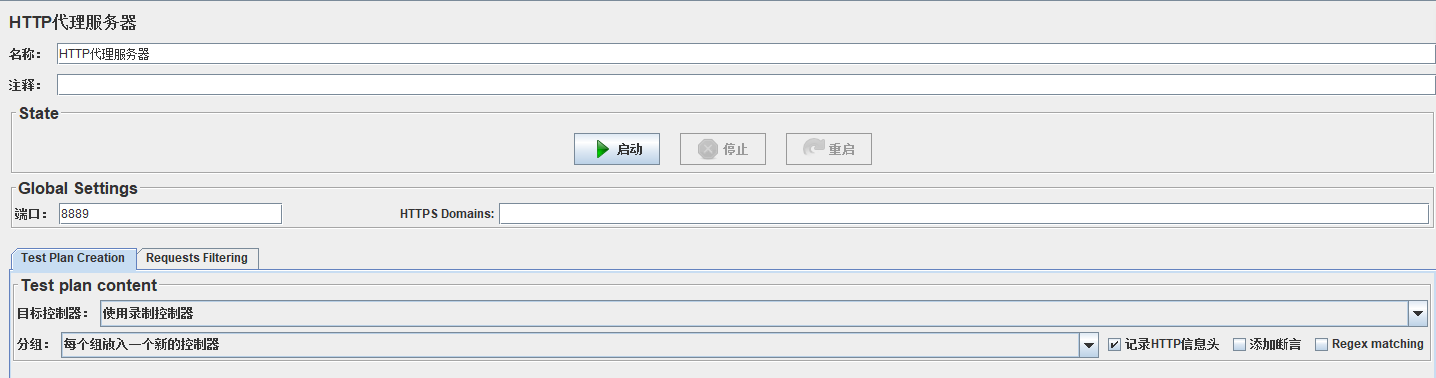 HTTP代理服务器
名称： HTTP代理服务器
注释：
State
启动 停止 重启
Global Settings
端口： 8889 HTTPS Domains:
Test Plan Creation Requests Filtering
Test plan content
目标控制器： 使用录制控制器
分组： 每个组放入一个新的控制器 记录HTTP信息头 添加断言 Regex matching